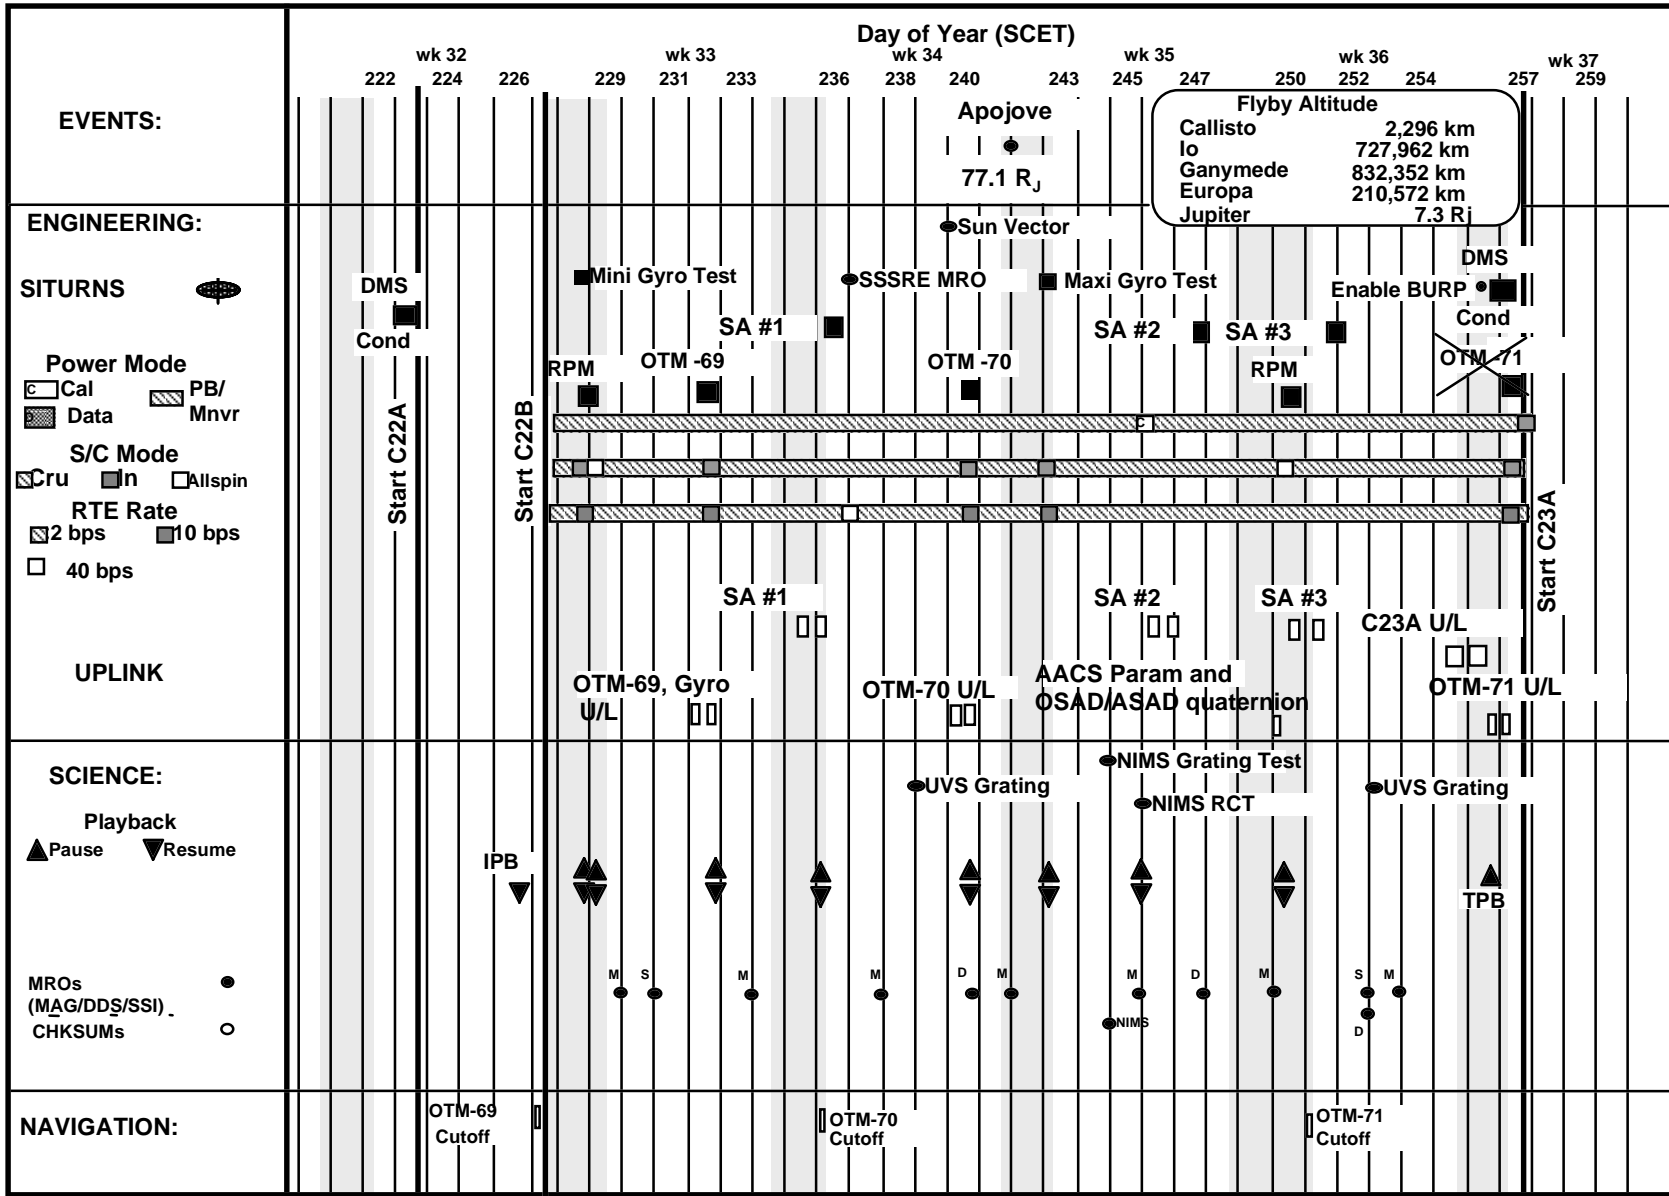 Day of Year (SCET)
wk 32 wk 33 wk 34 wk 35 wk 36 wk 37
222 224 226 229 231 233 236 238 240 243 245 247 250 252 254 257 259
EVENTS:
Apojove
77.1 RJ
Flyby Altitude
Callisto 2,296 km
Io 727,962 km
Ganymede 832,352 km
Europa 210,572 km
Jupiter 7.3 Rj
ENGINEERING:
Sun Vector
SITURNS
DMS
Cond
Mini Gyro Test
SSSRE MRO
Maxi Gyro Test
DMS
Enable BURP
Cond
SA #1
SA #2
SA #3
RPM
OTM -69
OTM -70
RPM
OTM -71
Power Mode
C Cal
PB/
Mnvr
Data
C
S/C Mode
Cru In Allspin
RTE Rate
2 bps 10 bps
40 bps
Start C22A
Start C22B
Start C23A
SA #1
SA #2
SA #3
C23A U/L
UPLINK
OTM-69, Gyro
U/L
OTM-70 U/L
AACS Param and
OSAD/ASAD quaternion
OTM-71 U/L
SCIENCE:
NIMS Grating Test
UVS Grating
UVS Grating
NIMS RCT
Playback
Pause Resume
IPB
TPB
M S M M D M M D M S M
MROs
(MAG/DDS/SSI)
NIMS
D
CHKSUMs
NAVIGATION:
OTM-69
Cutoff
OTM-70
Cutoff
OTM-71
Cutoff